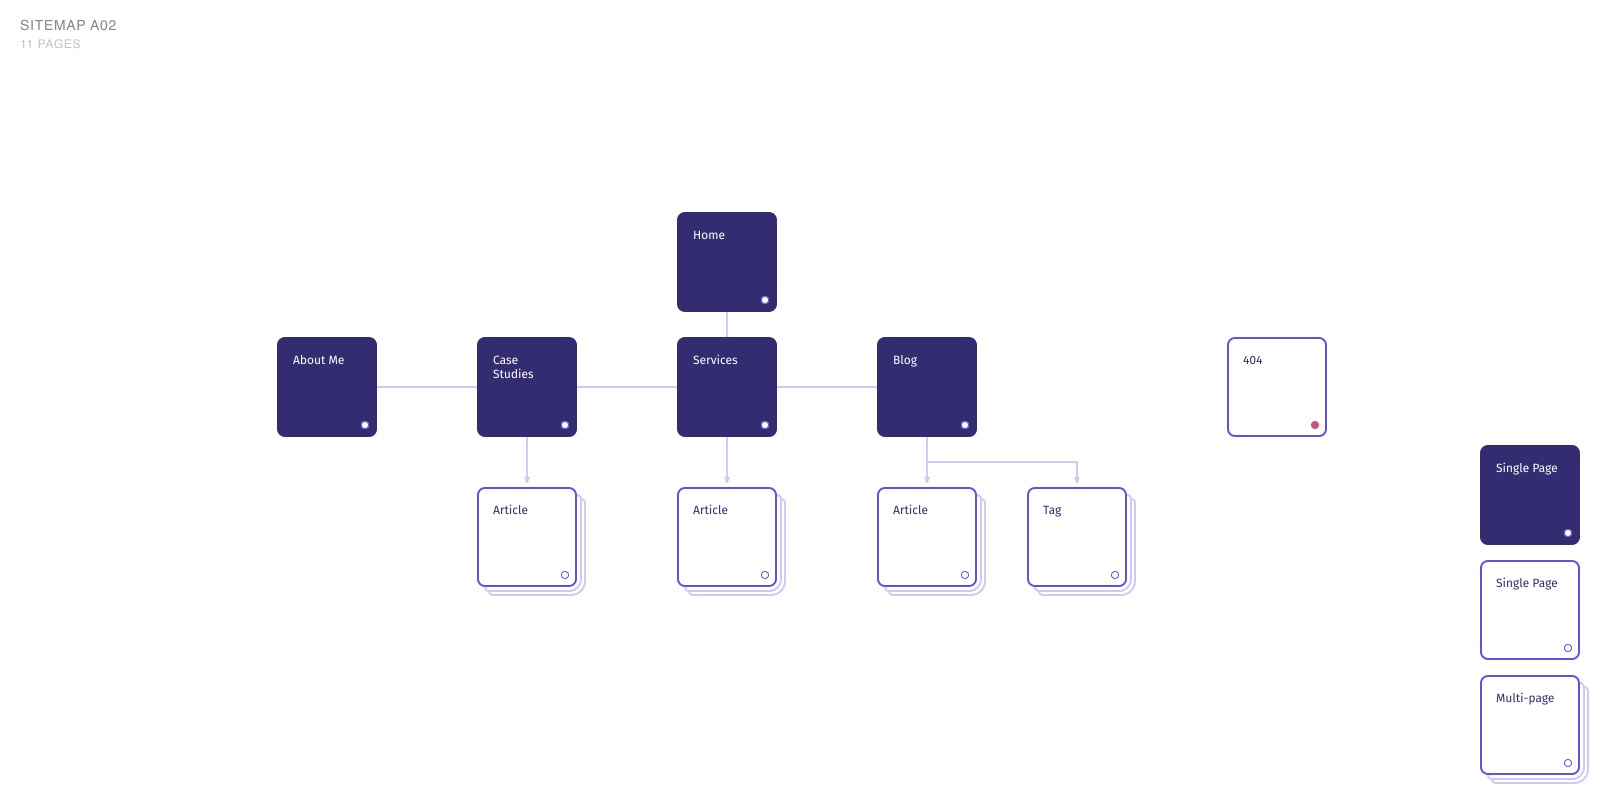 SITEMAP A02
11 PAGES
Home
About Me
Case
Studies
Services
Blog
404
Article
Article
Article
Tag
Single Page
Single Page
Multi-page